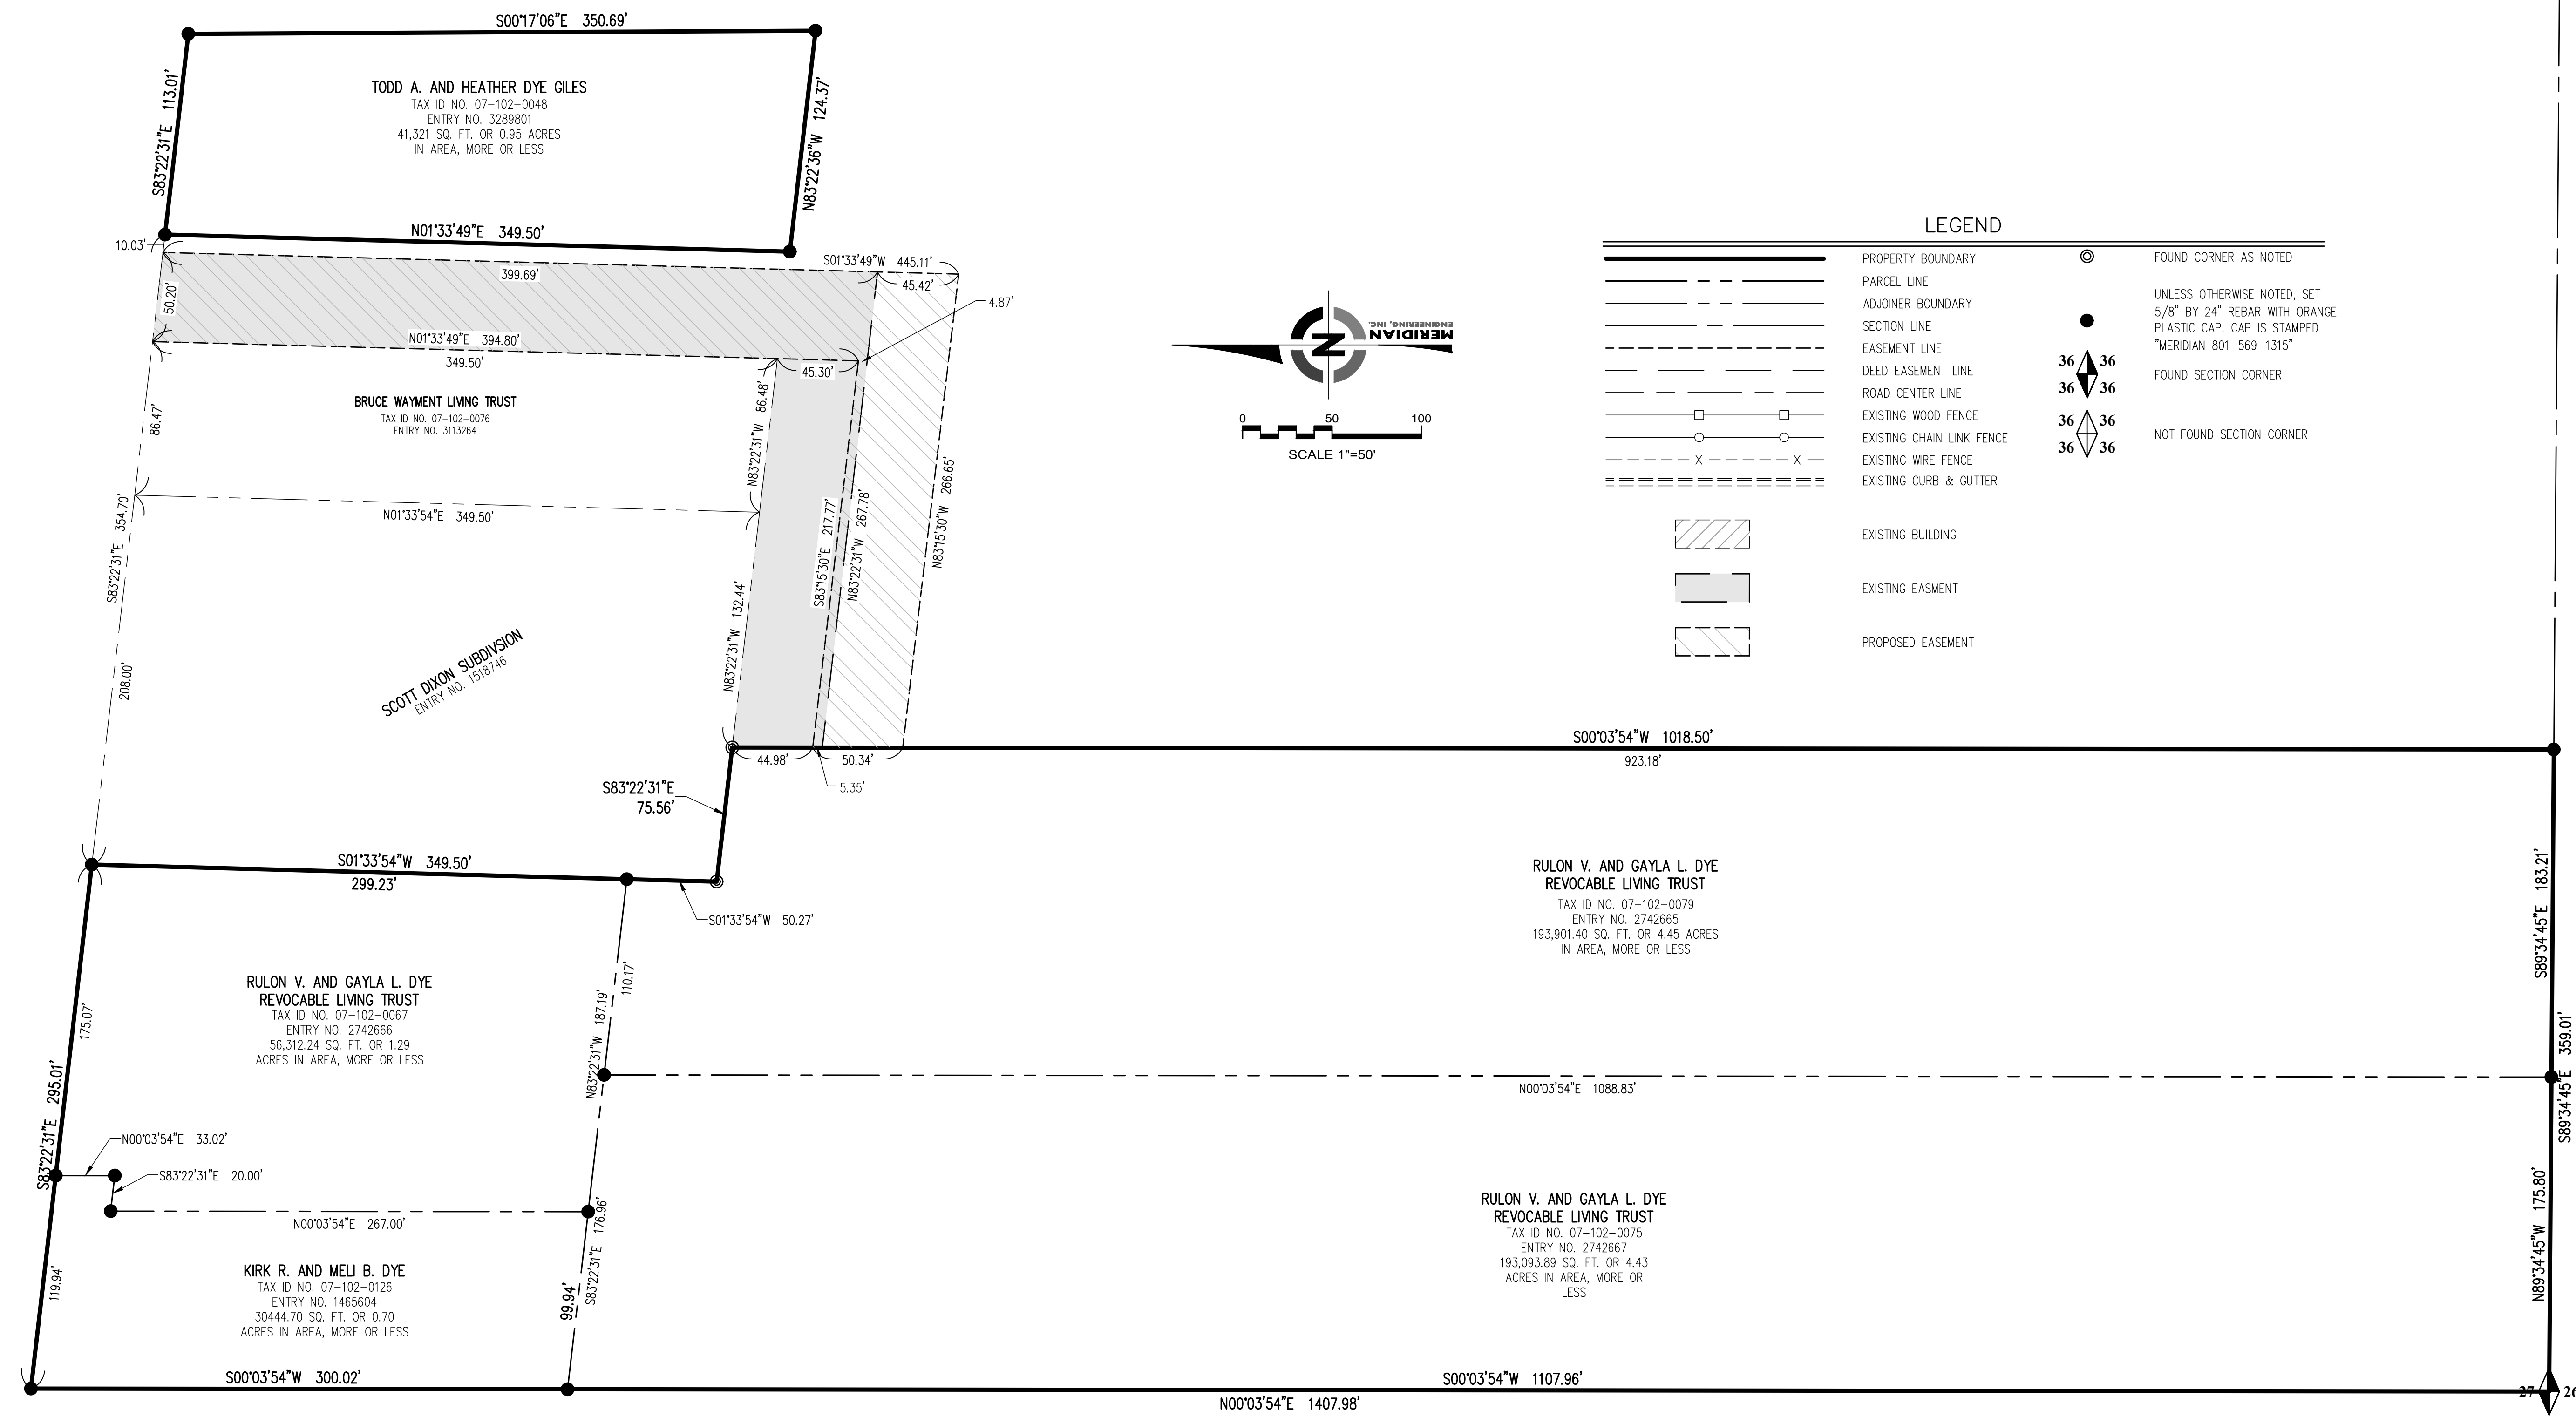 S00°17'06"E 350.69'
S83°22'31"E 113.01'
TODD A. AND HEATHER DYE GILES
TAX ID NO. 07-102-0048
ENTRY NO. 3289801
41,321 SQ. FT. OR 0.95 ACRES
IN AREA, MORE OR LESS
N83°22'36"W 124.37'
N01°33'49"E 349.50'
10.03'
S01°33'49"W 445.11'
399.69'
45.42'
50.20'
4.87'
N01°33'49"E 394.80'
349.50'
45.30'
BRUCE WAYMENT LIVING TRUST
TAX ID NO. 07-102-0076
ENTRY NO. 3113264
86.47'
N83°22'31"W 86.48'
S83°22'31"E 354.70'
N01°33'54"E 349.50'
S83°15'30"E 217.77'
N83°22'31"W 267.78'
N83°15'30"W 266.65'
N83°22'31"W 132.44'
208.00'
SCOTT DIXON SUBDIVSION
ENTRY NO. 1518746
MERIDIAN
ENGINEERING, INC.
N
0 50 100
SCALE 1"=50'
LEGEND
PROPERTY BOUNDARY
PARCEL LINE
ADJOINER BOUNDARY
SECTION LINE
EASEMENT LINE
DEED EASEMENT LINE
ROAD CENTER LINE
EXISTING WOOD FENCE
EXISTING CHAIN LINK FENCE
X X EXISTING WIRE FENCE
EXISTING CURB & GUTTER
EXISTING BUILDING
EXISTING EASMENT
PROPOSED EASEMENT
FOUND CORNER AS NOTED
UNLESS OTHERWISE NOTED, SET
5/8" BY 24" REBAR WITH ORANGE
PLASTIC CAP. CAP IS STAMPED
"MERIDIAN 801-569-1315"
36 36
36 36
FOUND SECTION CORNER
36 36
36 36
NOT FOUND SECTION CORNER
S00°03'54"W 1018.50'
923.18'
44.98'
50.34'
5.35'
S83°22'31"E
75.56'
S01°33'54"W 349.50'
299.23'
S01°33'54"W 50.27'
RULON V. AND GAYLA L. DYE
REVOCABLE LIVING TRUST
TAX ID NO. 07-102-0079
ENTRY NO. 2742665
193,901.40 SQ. FT. OR 4.45 ACRES
IN AREA, MORE OR LESS
S89°34'45"E 183.21'
RULON V. AND GAYLA L. DYE
REVOCABLE LIVING TRUST
TAX ID NO. 07-102-0067
ENTRY NO. 2742666
56,312.24 SQ. FT. OR 1.29
ACRES IN AREA, MORE OR LESS
175.07'
110.17'
N83°22'31"W 187.19'
S83°22'31"E 295.01'
N00°03'54"E 1088.83'
S89°34'45"E 359.01'
N00°03'54"E 33.02'
S83°22'31"E 20.00'
N00°03'54"E 267.00'
S83°22'31"E 176.96'
KIRK R. AND MELI B. DYE
TAX ID NO. 07-102-0126
ENTRY NO. 1465604
30444.70 SQ. FT. OR 0.70
ACRES IN AREA, MORE OR LESS
119.94'
99.94'
RULON V. AND GAYLA L. DYE
REVOCABLE LIVING TRUST
TAX ID NO. 07-102-0075
ENTRY NO. 2742667
193,093.89 SQ. FT. OR 4.43
ACRES IN AREA, MORE OR
LESS
N89°34'45"W 175.80'
S00°03'54"W 300.02'
S00°03'54"W 1107.96'
N00°03'54"E 1407.98'
27 26